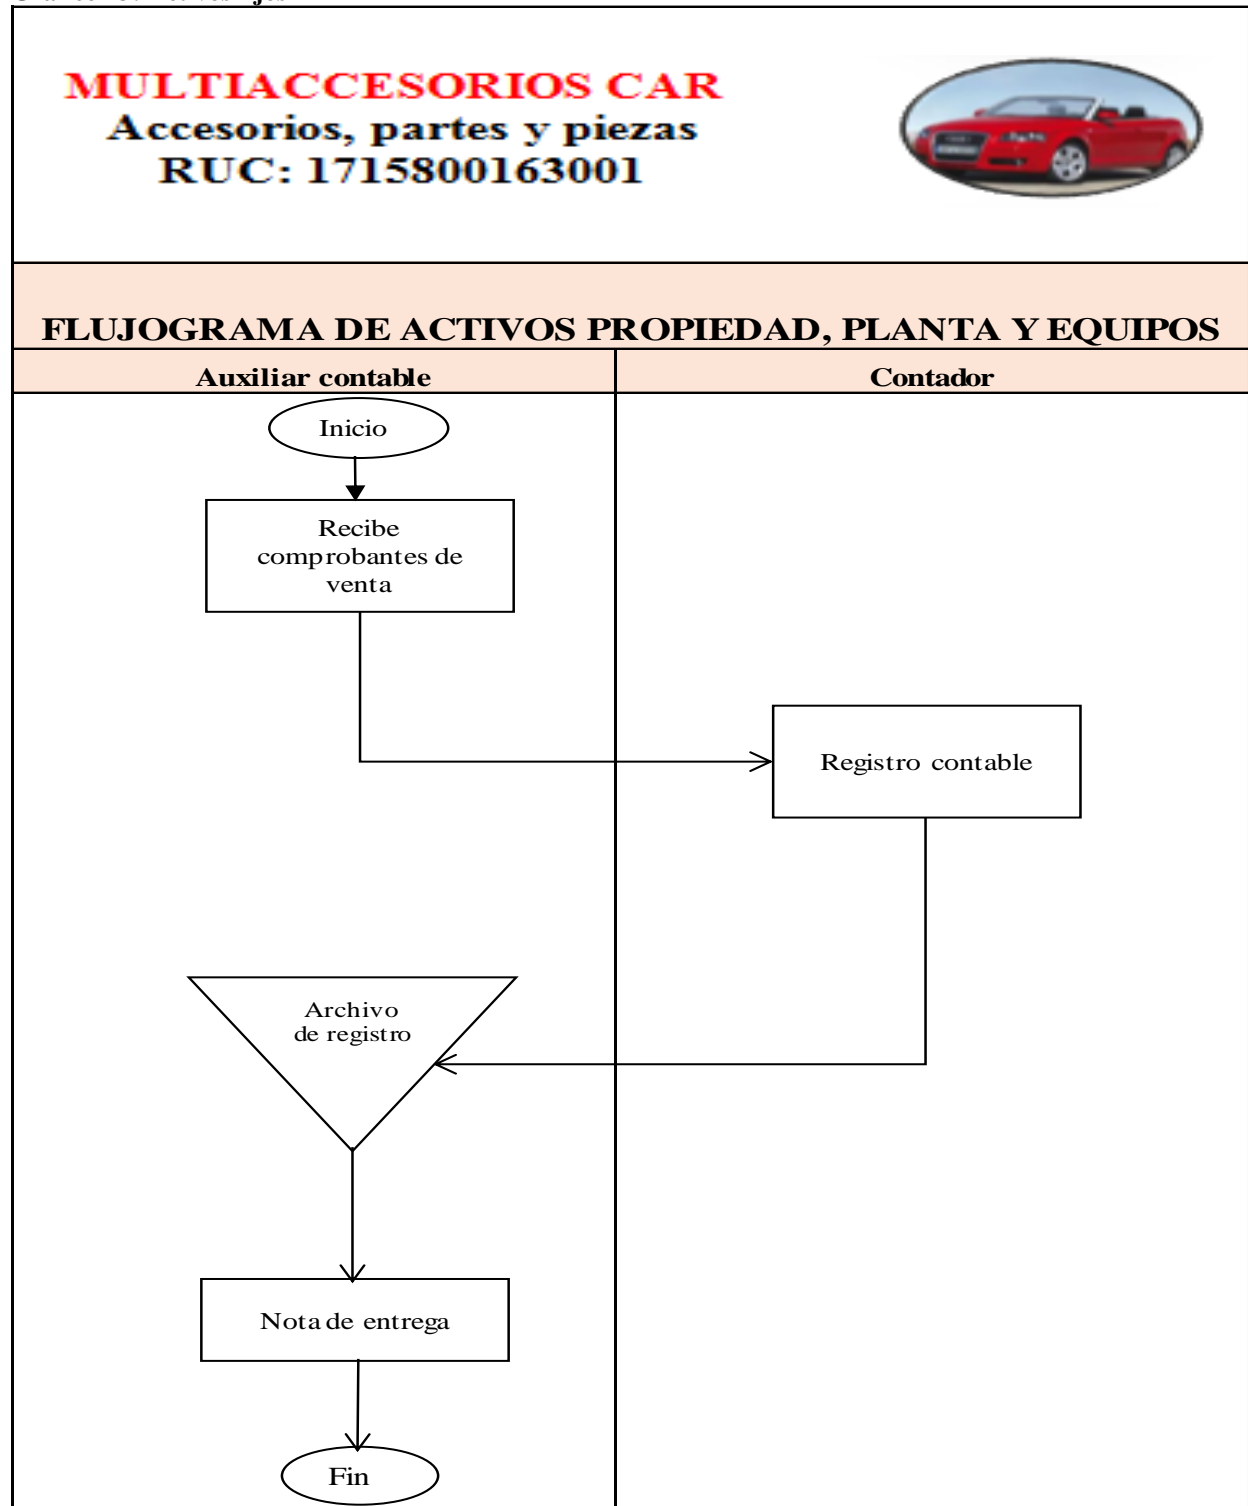 MULTIACCESORIOS CAR
Accesorios, partes y piezas
RUC: 1715800163001
FLUJOGRAMA DE ACTIVOS PROPIEDAD, PLANTA Y EQUIPOS
Auxiliar contable
Contador
Inicio
Recibe
comprobantes de
venta
Registro contable
Archivo
de registro
Nota de entrega
Fin